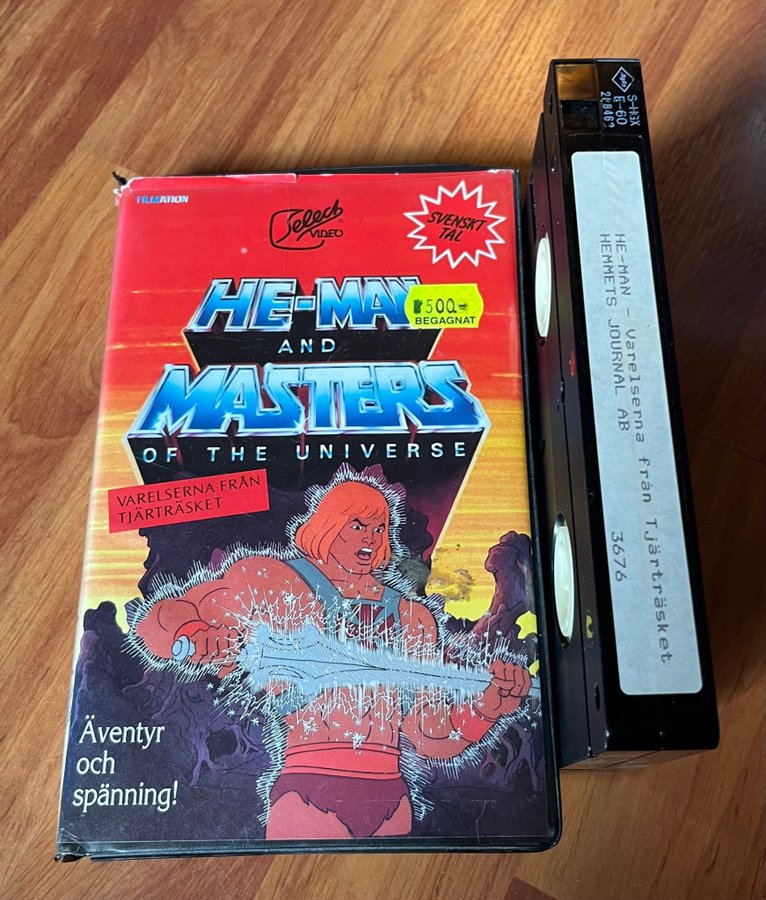 FILMATION
Select
VIDEO
SVENSKT
TAL
HE-MAN
500:-
BEGAGNAT
AND
MASTERS
OF THE UNIVERSE
VARELSERNA FRÅN
TJÄRTRÄSKET
Äventyr
och
spänning!
S-HGX
E-60
HE-MAN - Varelserna från Tjärträsket
HEMMETS JOURNAL AB
3676